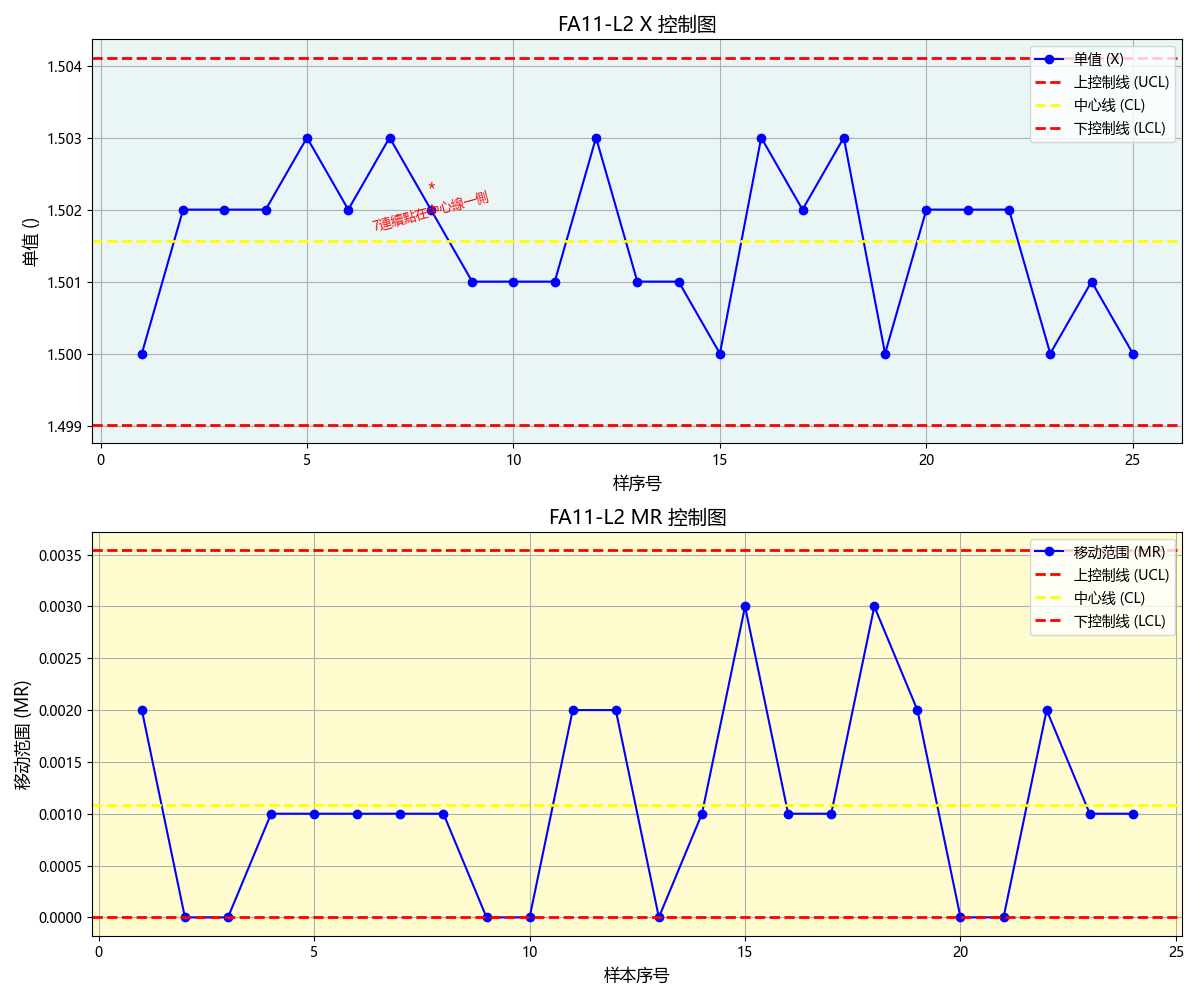 FA11-L2 X 控制图
单值 ()
1.504
1.503
1.502
1.501
1.500
1.499
单值 (X)
上控制线 (UCL)
中心线 (CL)
下控制线 (LCL)
*
7連續點在中心線一側
0 5 10 15 20 25
样序号
FA11-L2 MR 控制图
移动范围 (MR)
0.0035
0.0030
0.0025
0.0020
0.0015
0.0010
0.0005
0.0000
移动范围 (MR)
上控制线 (UCL)
中心线 (CL)
下控制线 (LCL)
0 5 10 15 20 25
样本序号